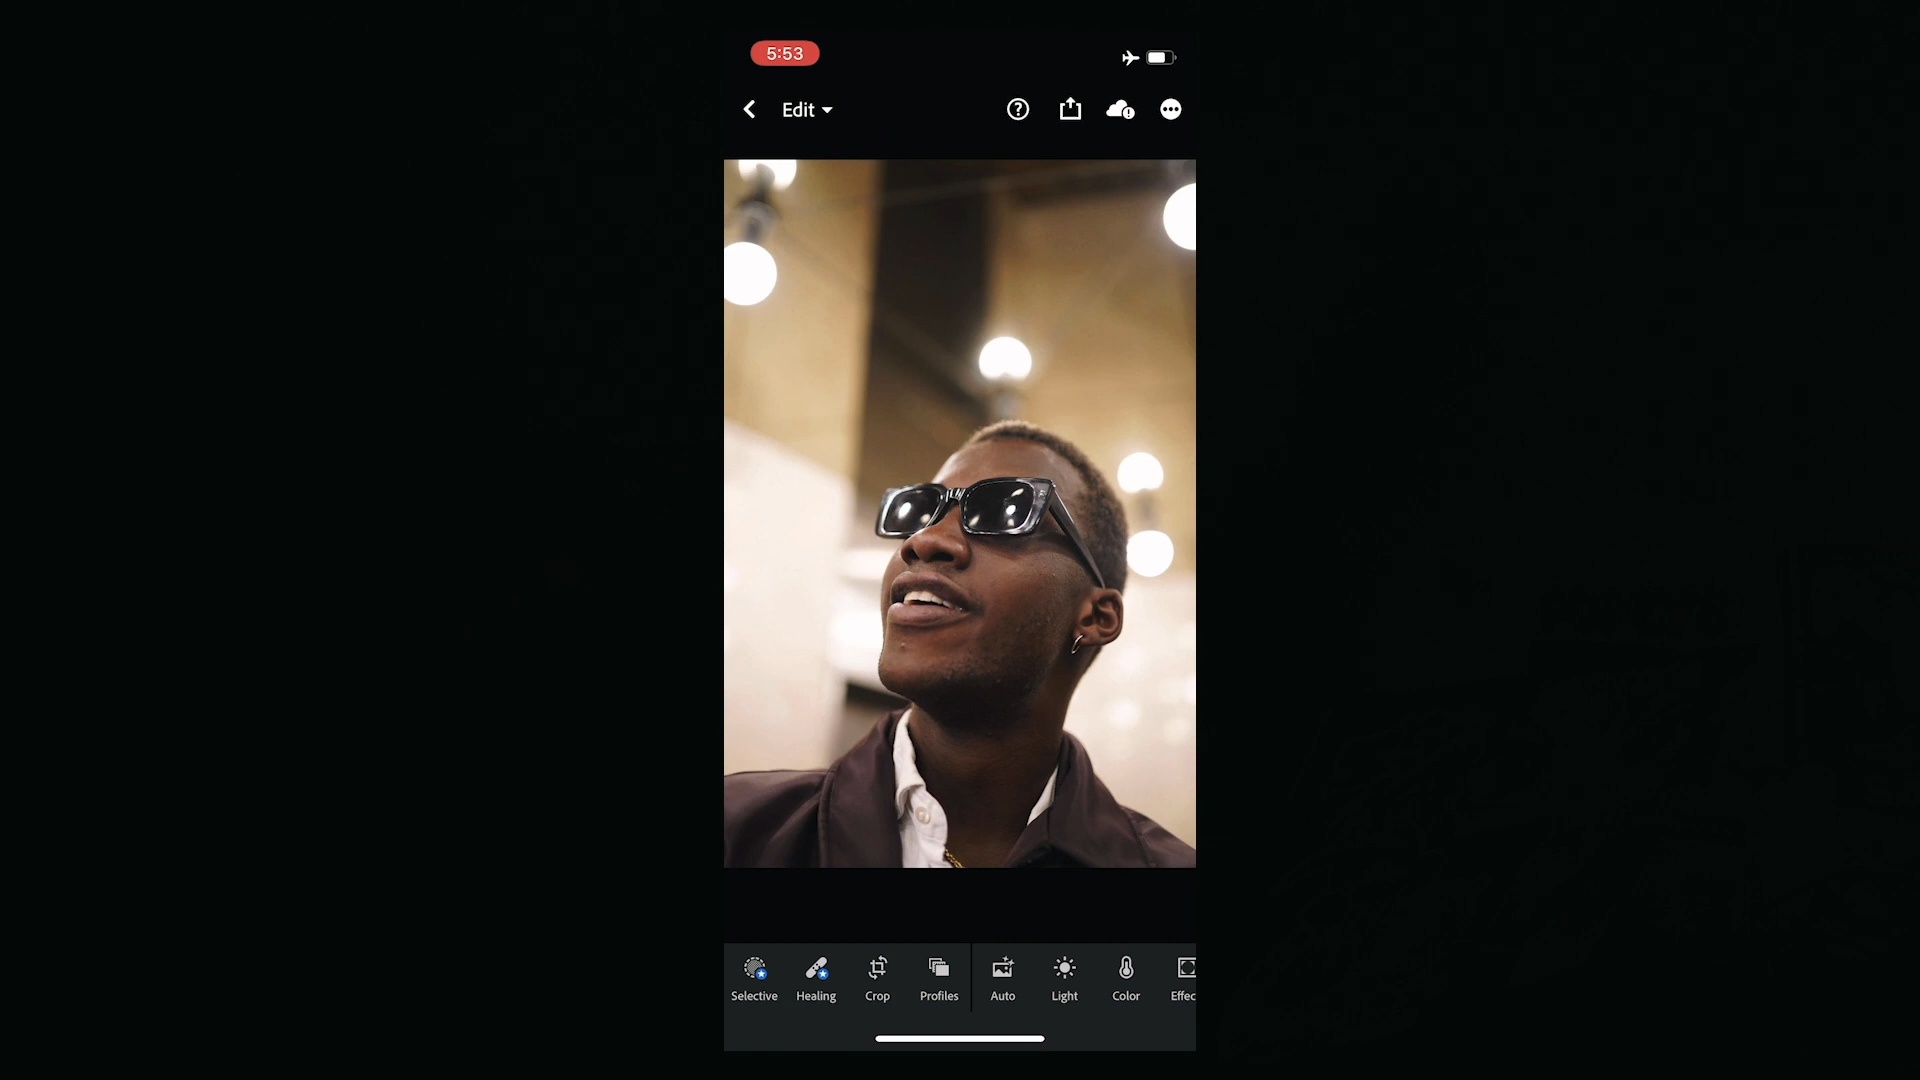 5:53
Edit
Selective
Healing
Crop
Profiles
Auto
Light
Color
Effec